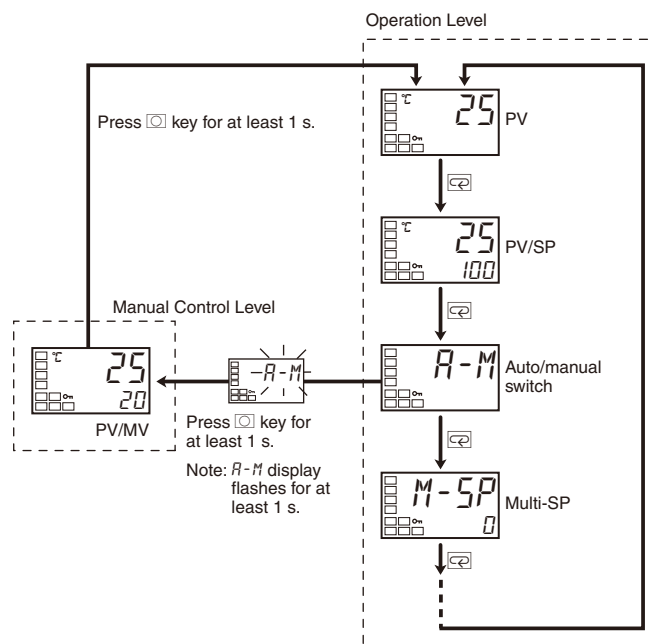 Operation Level
℃ 25
PV
Press key for at least 1 s.
℃ 25
100
PV/SP
Manual Control Level
℃ 25
20
PV/MV
A-M
A-M
Auto/manual
switch
Press key for
at least 1 s.
Note: A-M display
flashes for at
least 1 s.
M-SP
0
Multi-SP